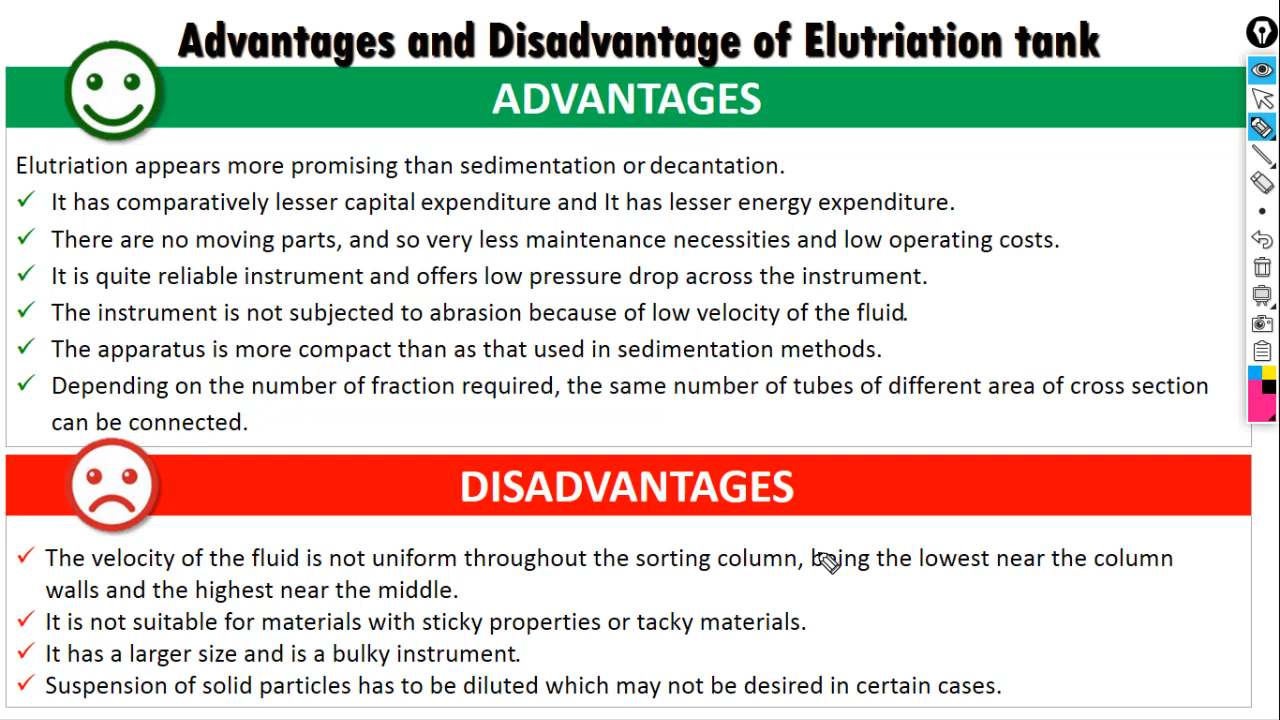 Advantages and Disadvantage of Elutriation tank
ADVANTAGES
Elutriation appears more promising than sedimentation or decantation.
✓ It has comparatively lesser capital expenditure and It has lesser energy expenditure.
✓ There are no moving parts, and so very less maintenance necessities and low operating costs.
✓ It is quite reliable instrument and offers low pressure drop across the instrument.
✓ The instrument is not subjected to abrasion because of low velocity of the fluid.
✓ The apparatus is more compact than as that used in sedimentation methods.
✓ Depending on the number of fraction required, the same number of tubes of different area of cross section
can be connected.
DISADVANTAGES
✓ The velocity of the fluid is not uniform throughout the sorting column, being the lowest near the column
walls and the highest near the middle.
✓ It is not suitable for materials with sticky properties or tacky materials.
✓ It has a larger size and is a bulky instrument.
✓ Suspension of solid particles has to be diluted which may not be desired in certain cases.